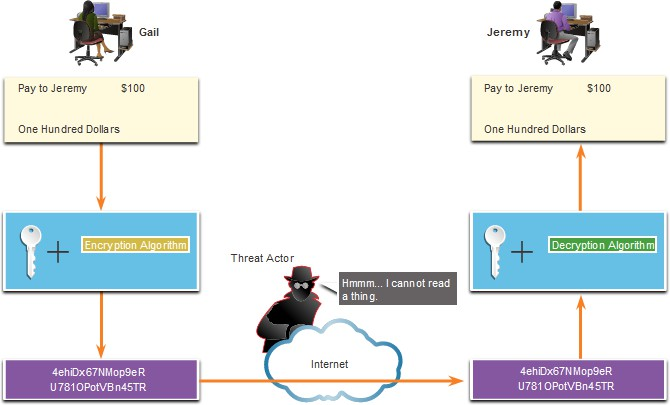 Gail
Jeremy
Pay to Jeremy $100
One Hundred Dollars
Pay to Jeremy $100
One Hundred Dollars
Encryption Algorithm
Decryption Algorithm
Threat Actor
Hmmm... I cannot read
a thing.
Internet
4ehiDx67NMop9eR
U781OPotVBn45TR
4ehiDx67NMop9eR
U781OPotVBn45TR